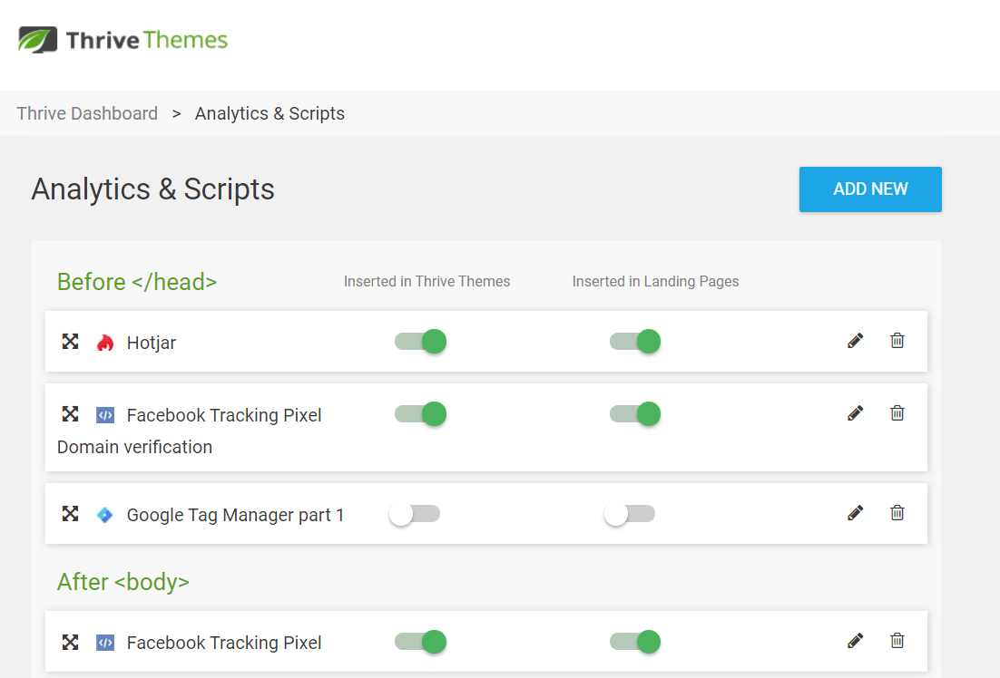 Thrive Themes
Thrive Dashboard > Analytics & Scripts
Analytics & Scripts
ADD NEW
Before </head>
Inserted in Thrive Themes
Inserted in Landing Pages
Hotjar
Facebook Tracking Pixel
Domain verification
Google Tag Manager part 1
After <body>
Facebook Tracking Pixel